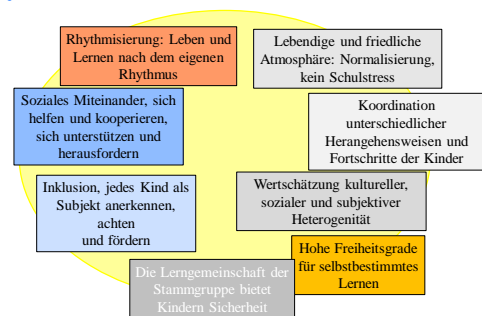 Rhythmisierung: Leben und
Lernen nach dem eigenen
Rhythmus
Lebendige und friedliche
Atmosphäre: Normalisierung,
kein Schulstress
Soziales Miteinander, sich
helfen und kooperieren,
sich unterstützen und
herausfordern
Koordination
unterschiedlicher
Herangehensweisen und
Fortschritte der Kinder
Inklusion, jedes Kind als
Subjekt anerkennen,
achten
und fördern
Wertschätzung kultureller,
sozialer und subjektiver
Heterogenität
Hohe Freiheitsgrade
für selbstbestimmtes
Lernen
Die Lerngemeinschaft der
Stammgruppe bietet
Kindern Sicherheit